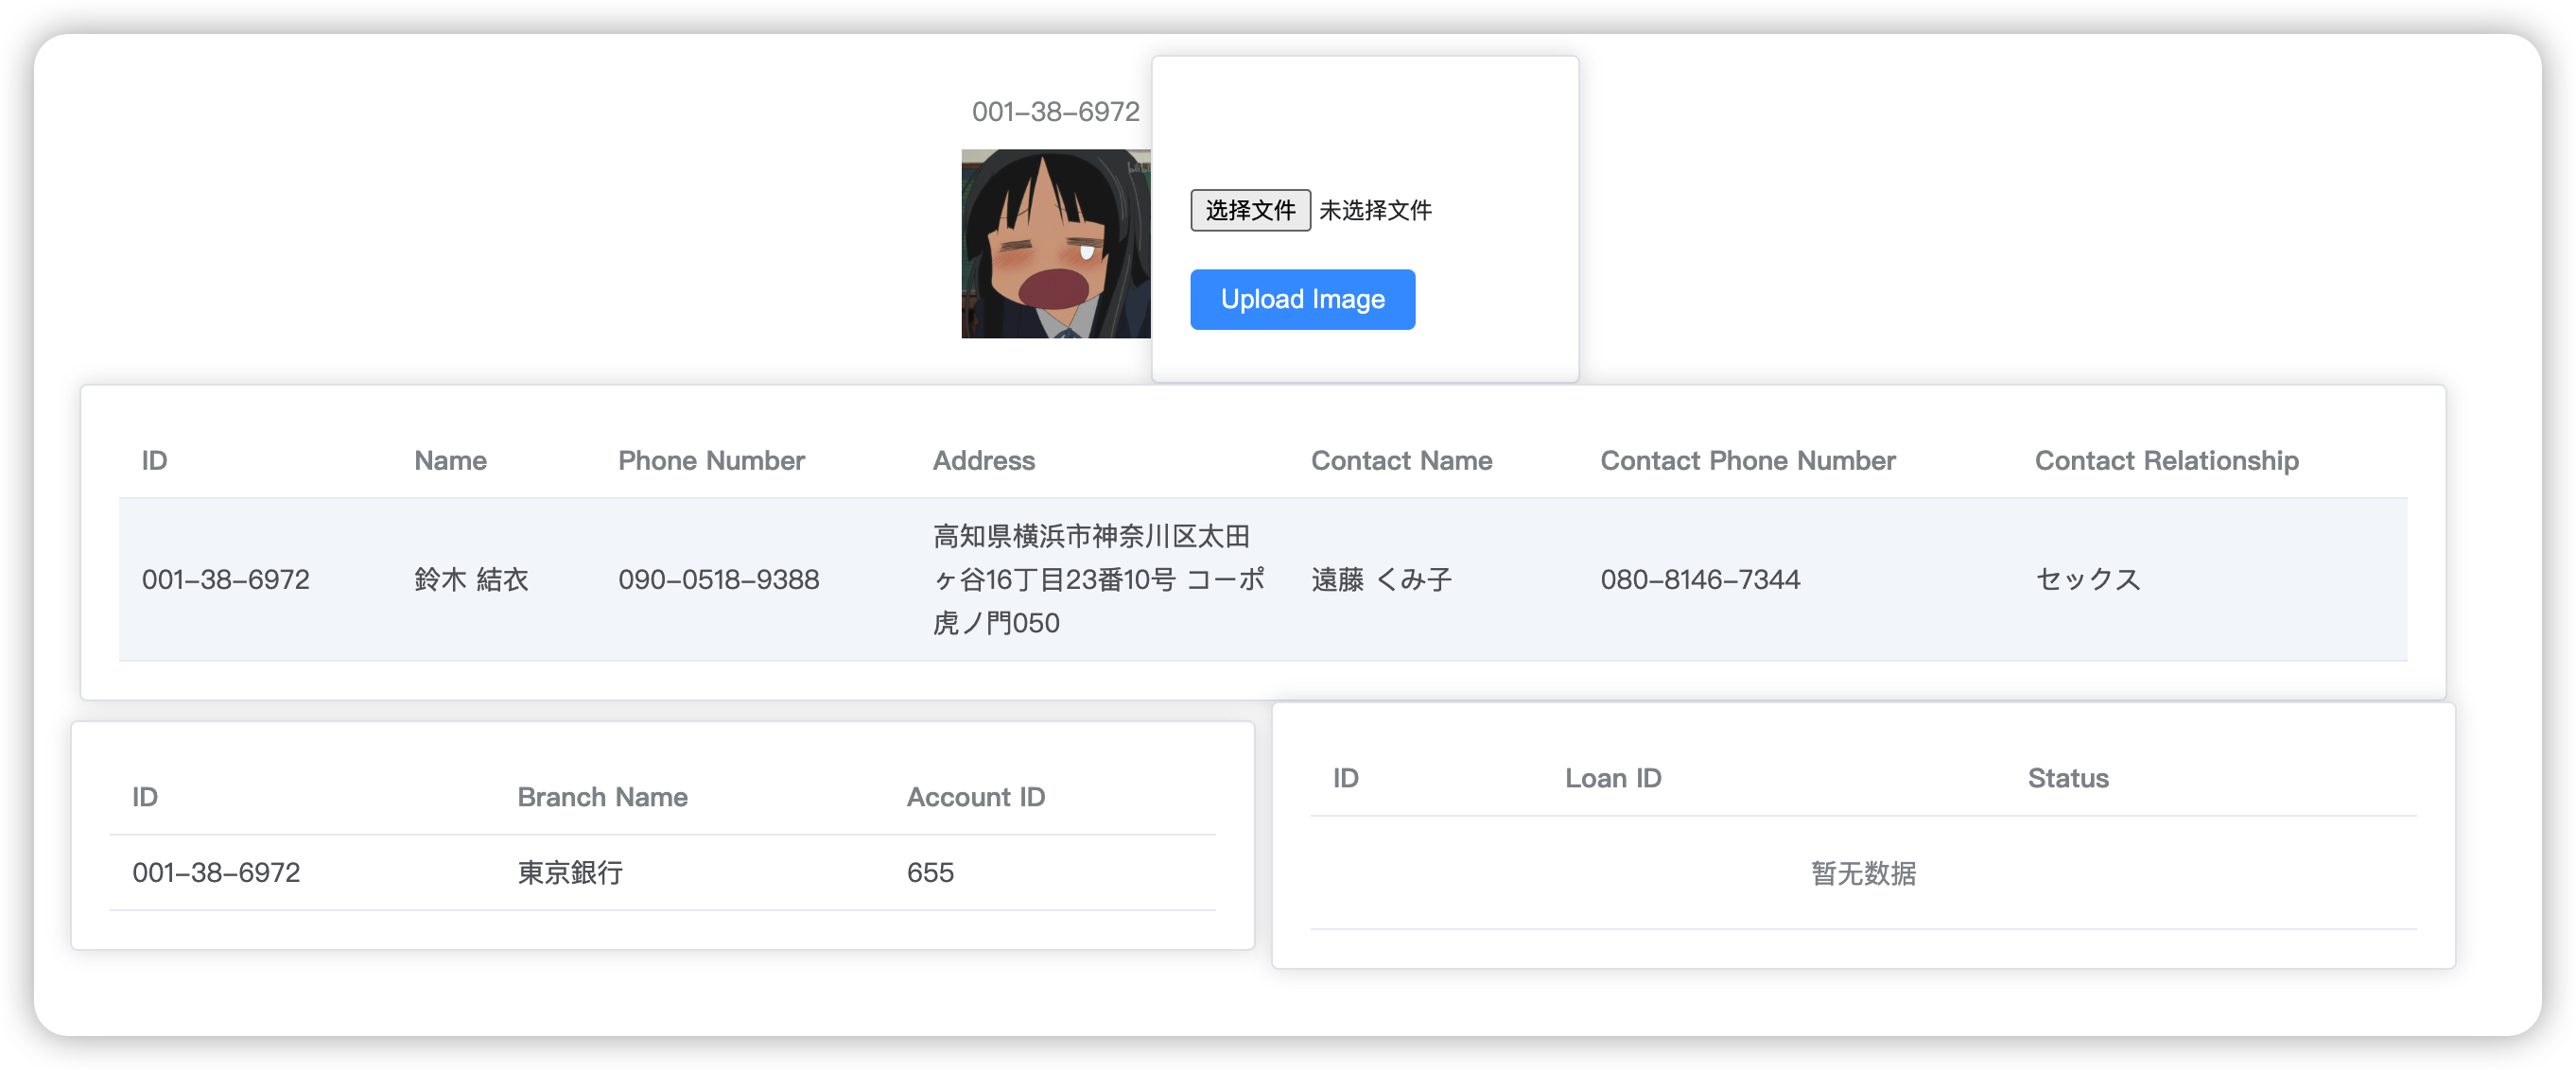 001-38-6972
选择文件 未选择文件
Upload Image
ID Name Phone Number Address Contact Name Contact Phone Number Contact Relationship
001-38-6972 鈴木 結衣 090-0518-9388 高知県横浜市神奈川区太田
ヶ谷16丁目23番10号 コーポ
虎ノ門050 遠藤 くみ子 080-8146-7344 セックス
ID Branch Name Account ID
001-38-6972 東京銀行 655
ID Loan ID Status
暂无数据